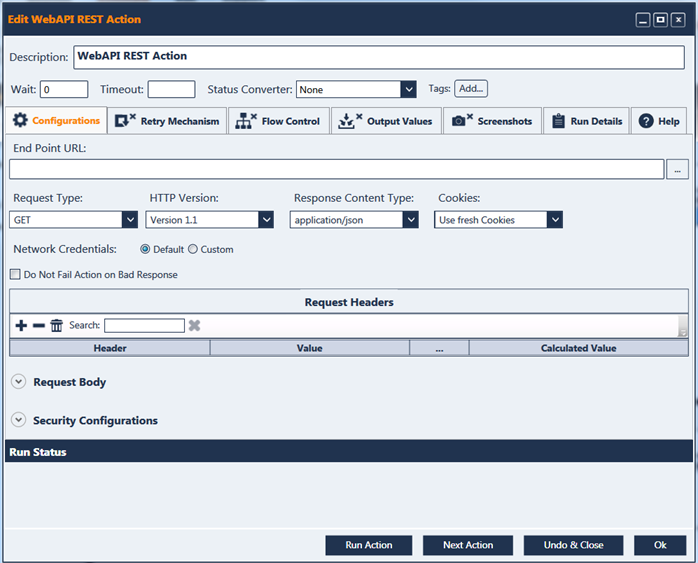 Edit WebAPI REST Action
Description: WebAPI REST Action
Wait: 0 Timeout: Status Converter: None Tags: Add...
Configurations Retry Mechanism Flow Control Output Values Screenshots Run Details Help
End Point URL:
...
Request Type: HTTP Version: Response Content Type: Cookies:
GET Version 1.1 application/json Use fresh Cookies
Network Credentials: Default Custom
Do Not Fail Action on Bad Response
Request Headers
Search:
Header Value ... Calculated Value
Request Body
Security Configurations
Run Status
Run Action Next Action Undo & Close Ok